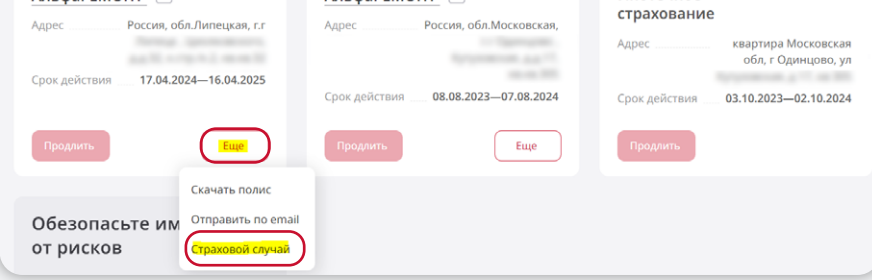 страхование
Адрес
Россия, обл.Липецкая, г.г
Срок действия
17.04.2024—16.04.2025
Продлить
Еще
Скачать полис
Отправить по email
Страховой случай
Адрес
Россия, обл.Московская,
Срок действия
08.08.2023—07.08.2024
Продлить
Еще
Адрес
квартира Московская
обл, г Одинцово, ул
Срок действия
03.10.2023—02.10.2024
Продлить
Обезопасьте
от рисков